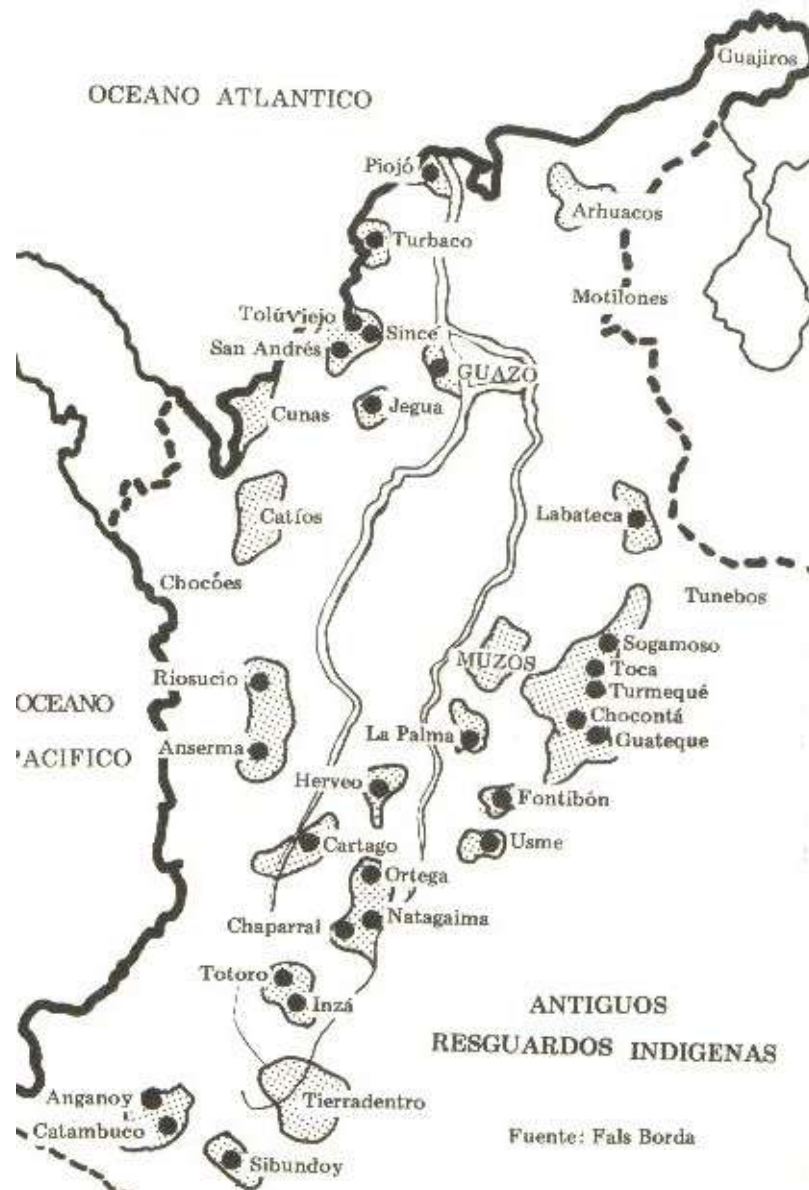 Guajiros
OCEANO ATLANTICO
Piojó
Arhuacos
Turbaco
Motilones
Tolúviejo
Since
San Andrés
GUAZO
Cunas
Jegua
Catíos
Labateca
Chocóes
Tunebos
Sogamoso
MUZOS
Toca
Riosucio
Turmequé
OCEANO
Chocontá
La Palma
Guateque
Anserma
'ACIFICO
Herveo
Fontibón
Cartago
Usme
Ortega
Chaparral
Natagaima
Totoro
Inzá
ANTIGUOS
RESGUARDOS INDIGENAS
Anganoy
Tierradentro
Catambuco
Fuente: Fals Borda
Sibundoy